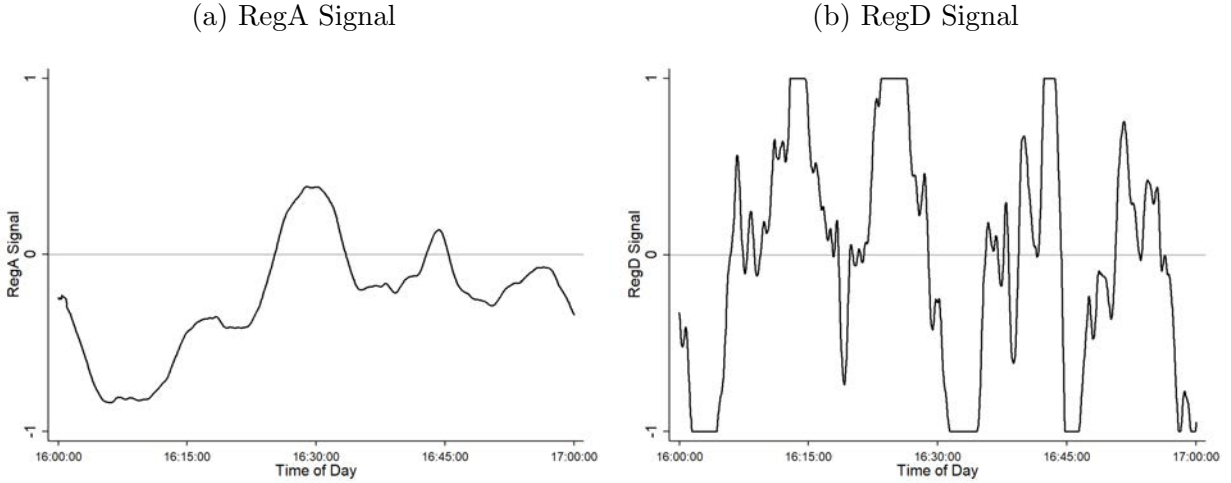 (a) RegA Signal
1
0
-1
RegA Signal
16:00:00
16:15:00
16:30:00
16:45:00
17:00:00
Time of Day
(b) RegD Signal
1
0
-1
RegD Signal
16:00:00
16:15:00
16:30:00
16:45:00
17:00:00
Time of Day